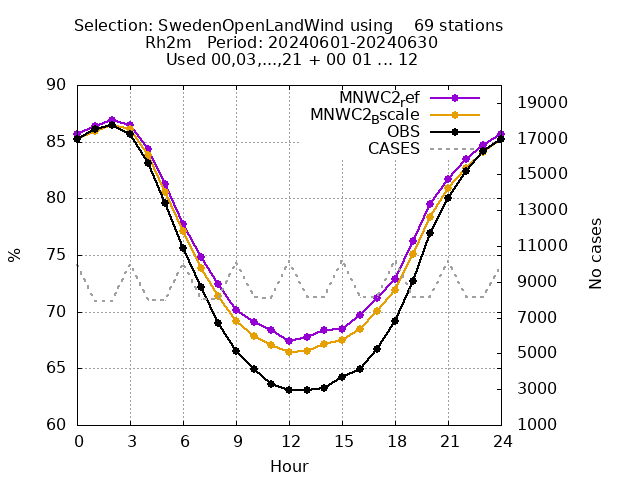 Selection: SwedenOpenLandWind using    69 stations
Rh2m   Period: 20240601-20240630
Used 00,03,...,21 + 00 01 ... 12
MNWC2ref
MNWC2Bscale
OBS
CASES
90
85
80
75
70
65
60
%
19000
17000
15000
13000
11000
9000
7000
5000
3000
1000
No cases
0 3 6 9 12 15 18 21 24
Hour